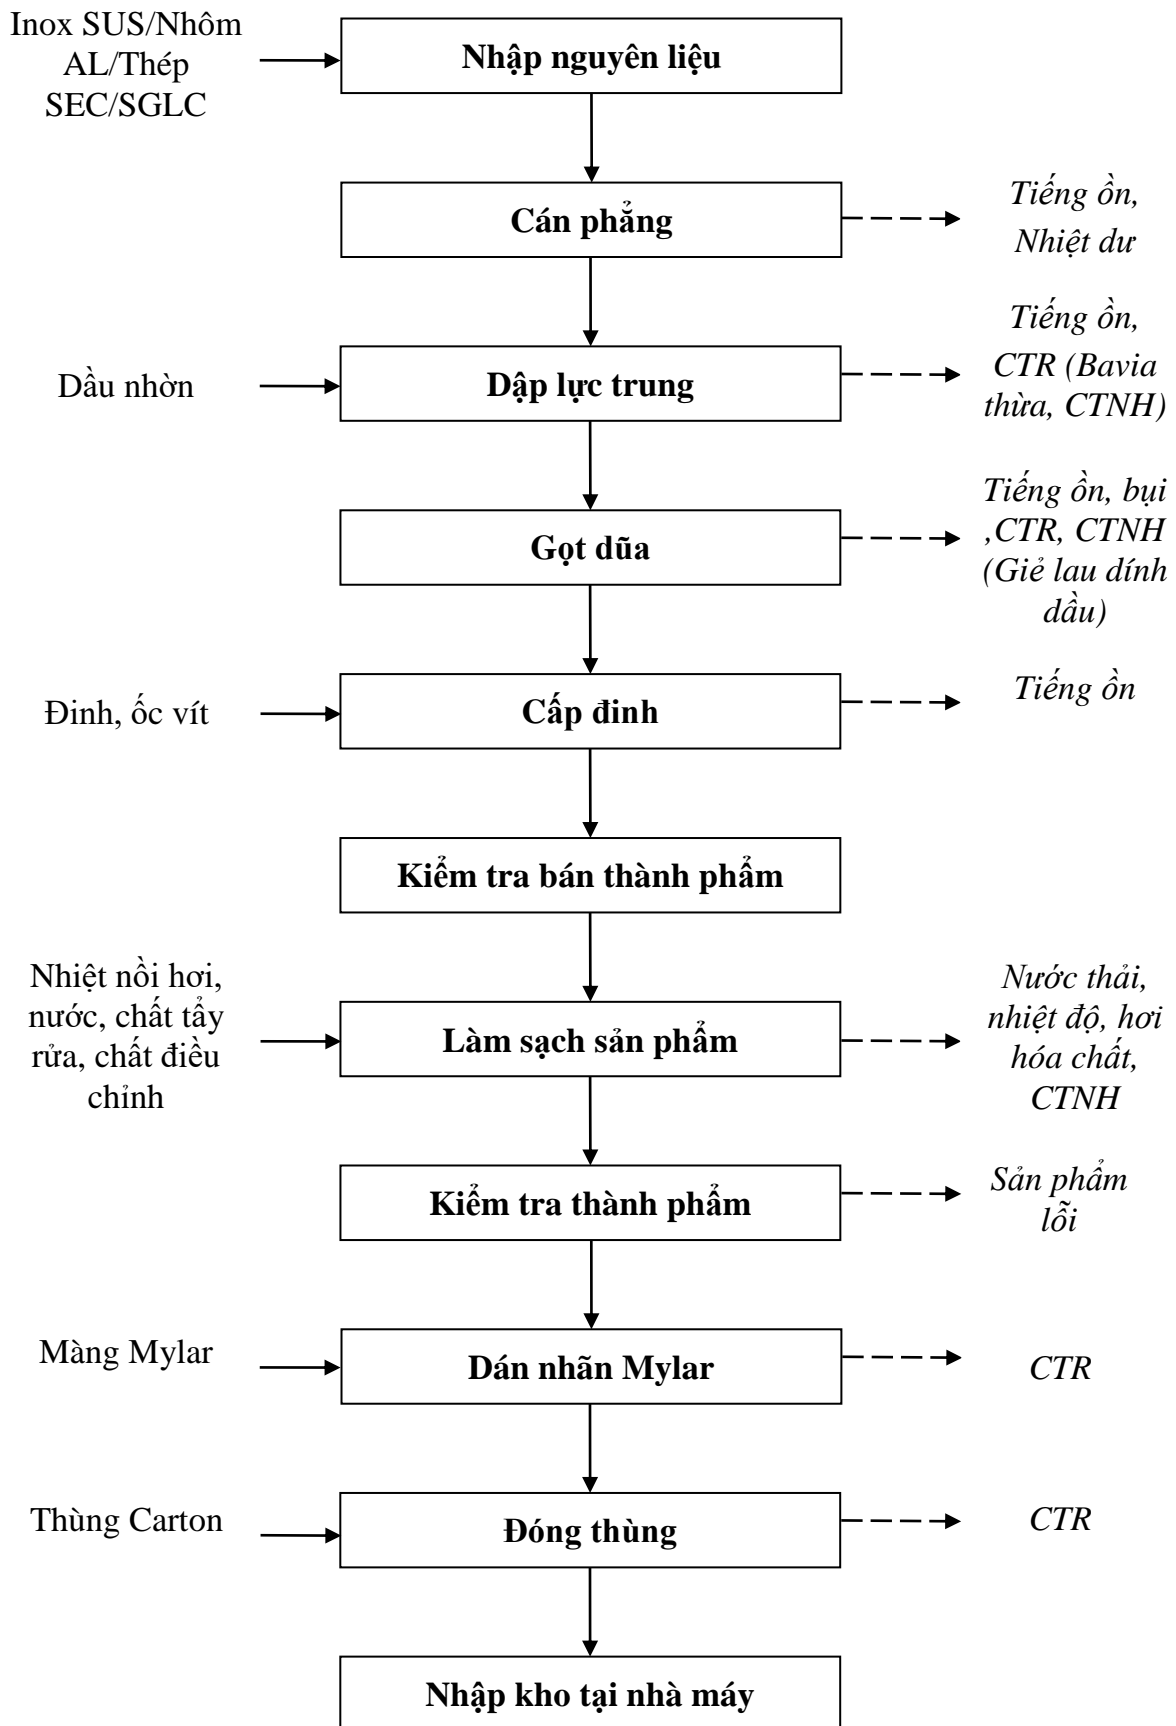 Inox SUS/Nhôm
AL/Thép
SEC/SGLC
Nhập nguyên liệu
Cán phẳng
Tiếng ồn,
Nhiệt dư
Dầu nhờn
Dập lực trung
Tiếng ồn,
CTR (Bavia
thừa, CTNH)
Gọt dũa
Tiếng ồn, bụi
,CTR, CTNH
(Giẻ lau dính
dầu)
Đinh, ốc vít
Cấp đinh
Tiếng ồn
Kiểm tra bán thành phẩm
Nhiệt nồi hơi,
nước, chất tẩy
rửa, chất điều
chỉnh
Làm sạch sản phẩm
Nước thải,
nhiệt độ, hơi
hóa chất,
CTNH
Kiểm tra thành phẩm
Sản phẩm
lỗi
Màng Mylar
Dán nhãn Mylar
CTR
Thùng Carton
Đóng thùng
CTR
Nhập kho tại nhà máy